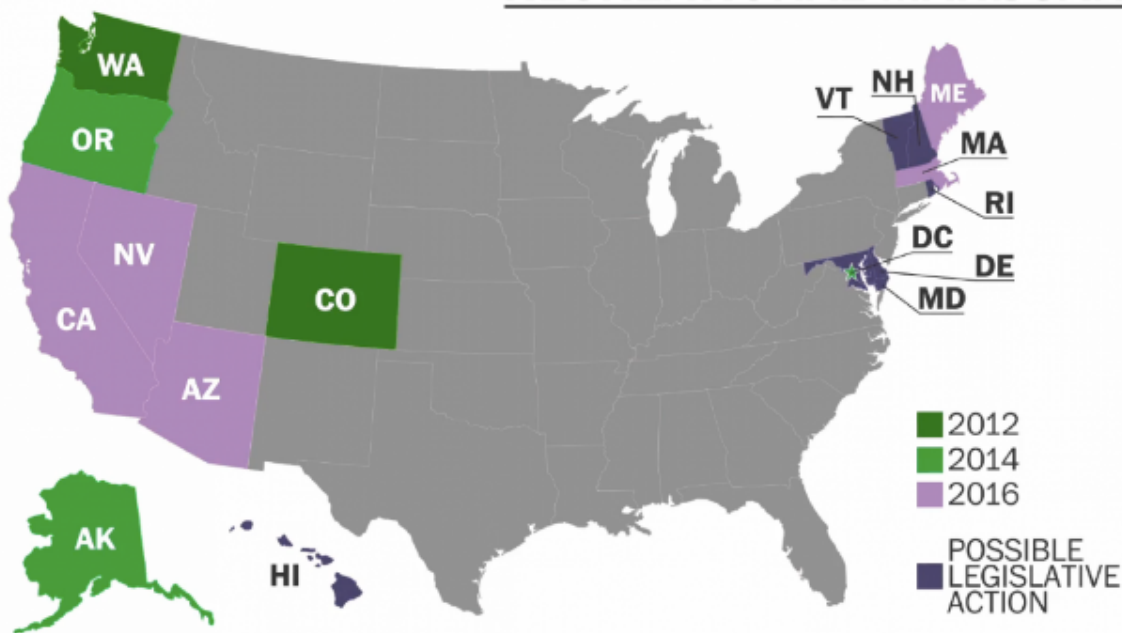 WA
OR
CA
NV
AZ
CO
AK
HI
VT
NH
ME
MA
RI
DC
DE
MD
2012
2014
2016
POSSIBLE
LEGISLATIVE
ACTION